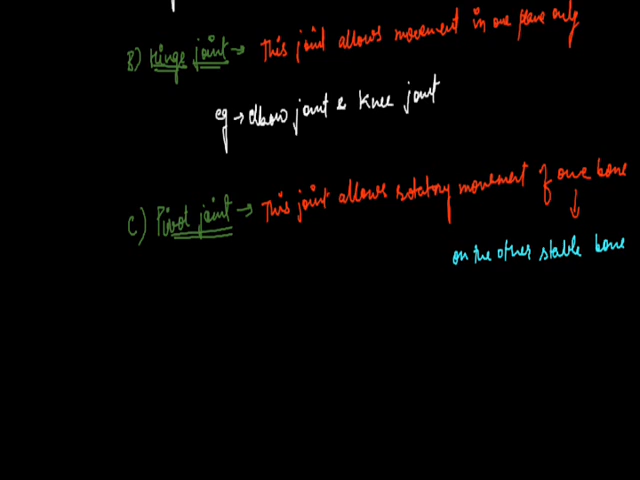 B) Hinge joint → This joint allows movement in one plane only
eg → elbow joint & knee joint
C) Pivot joint → This joint allows rotatory movement of one bone
↓
on the other stable bone